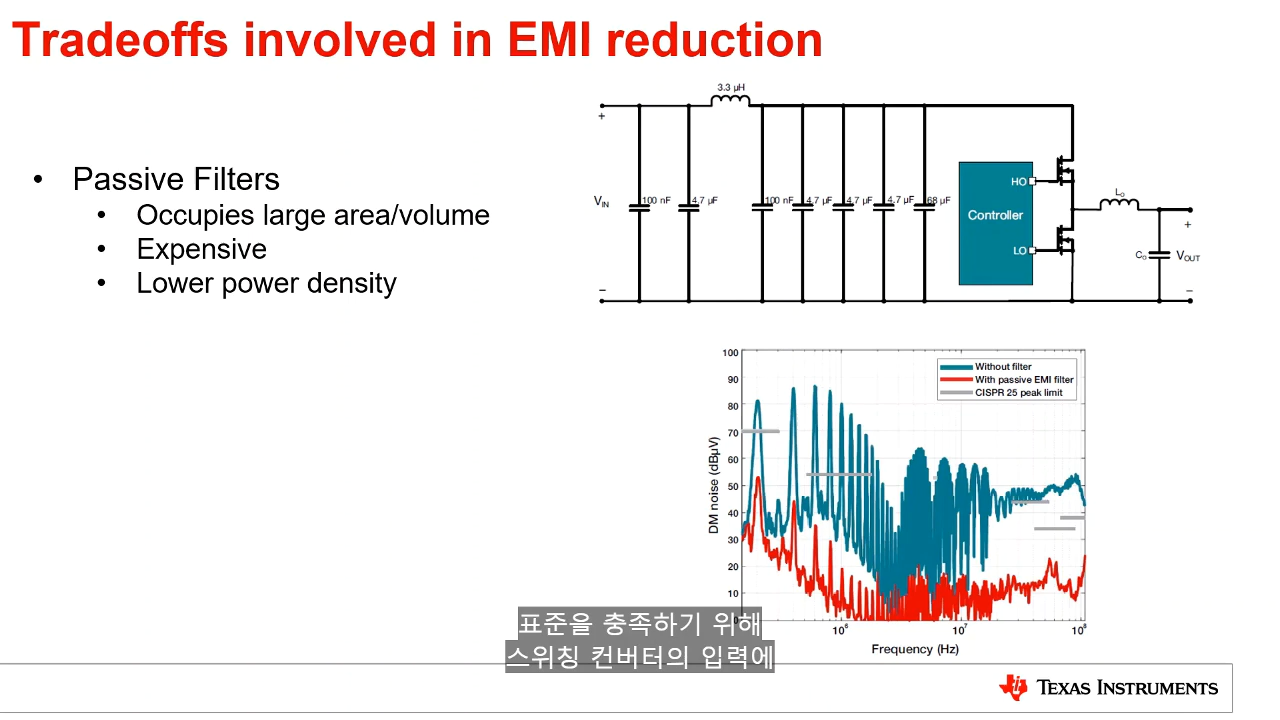 Tradeoffs involved in EMI reduction
• Passive Filters
• Occupies large area/volume
• Expensive
• Lower power density
3.3 µH
+
VIN
100 nF
4.7 µF
100 nF
4.7 µF
4.7 µF
4.7 µF
68 µF
–
HO
Controller
LO
LO
+
CO
VOUT
–
100
90
80
70
60
50
40
30
20
10
0
DM noise (dBµV)
Without filter
With passive EMI filter
CISPR 25 peak limit
10⁶
10⁷
10⁸
Frequency (Hz)
표준을 충족하기 위해
스위칭 컨버터의 입력에
TEXAS INSTRUMENTS